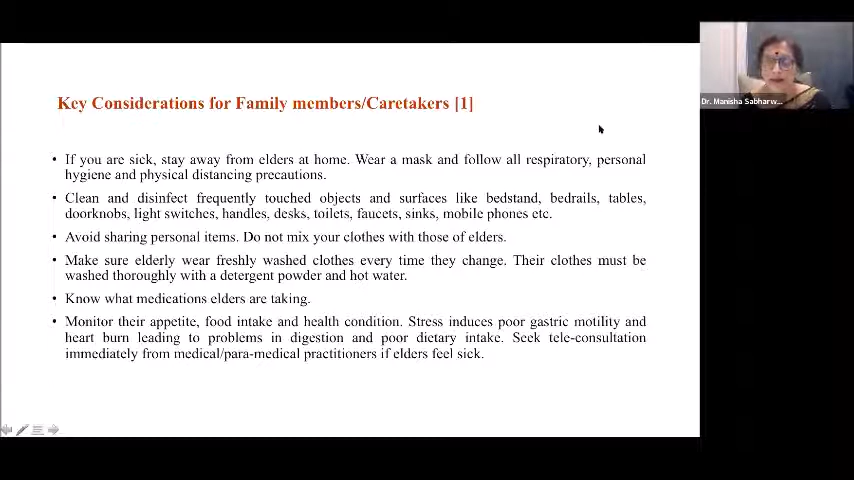 Key Considerations for Family members/Caretakers [1]
• If you are sick, stay away from elders at home. Wear a mask and follow all respiratory, personal
hygiene and physical distancing precautions.
• Clean and disinfect frequently touched objects and surfaces like bedstand, bedrails, tables,
doorknobs, light switches, handles, desks, toilets, faucets, sinks, mobile phones etc.
• Avoid sharing personal items. Do not mix your clothes with those of elders.
• Make sure elderly wear freshly washed clothes every time they change. Their clothes must be
washed thoroughly with a detergent powder and hot water.
• Know what medications elders are taking.
• Monitor their appetite, food intake and health condition. Stress induces poor gastric motility and
heart burn leading to problems in digestion and poor dietary intake. Seek tele-consultation
immediately from medical/para-medical practitioners if elders feel sick.
Dr. Manisha Sabharw...